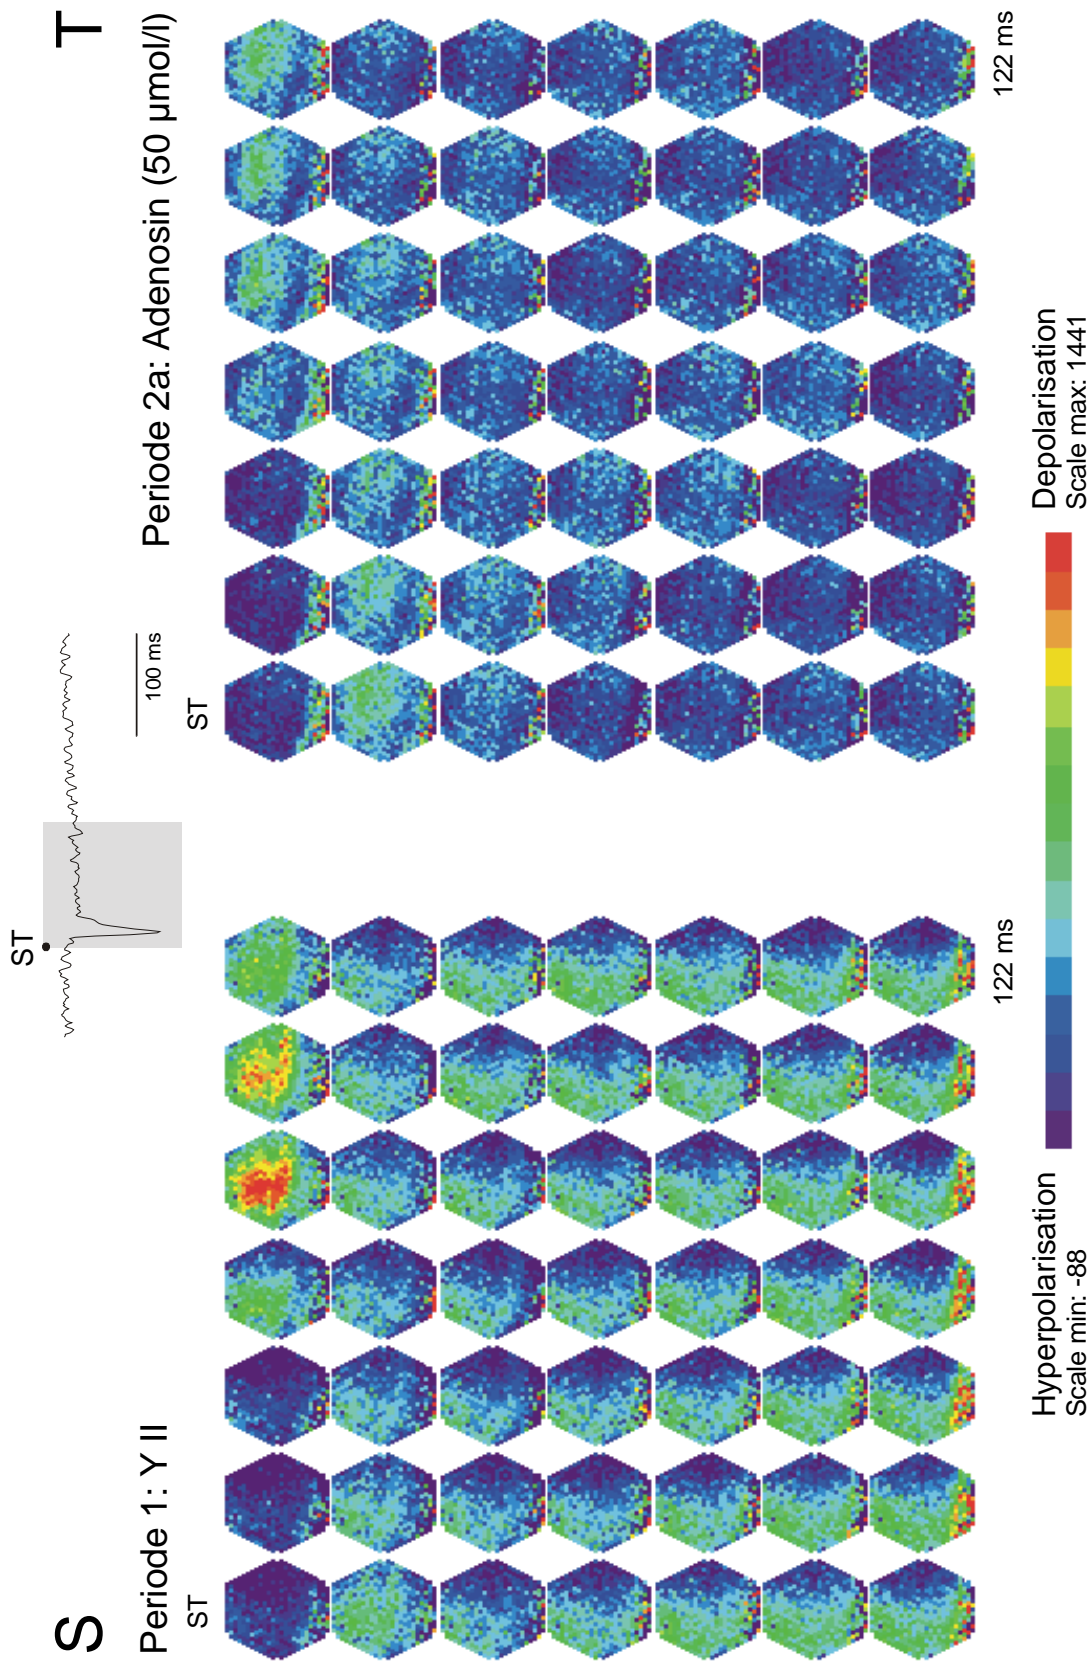 S
Periode 1: Y II
ST
122 ms
ST
100 ms
T
Periode 2a: Adenosin (50 µmol/l)
ST
122 ms
Hyperpolarisation
Scale min: -88
Depolarisation
Scale max: 1441